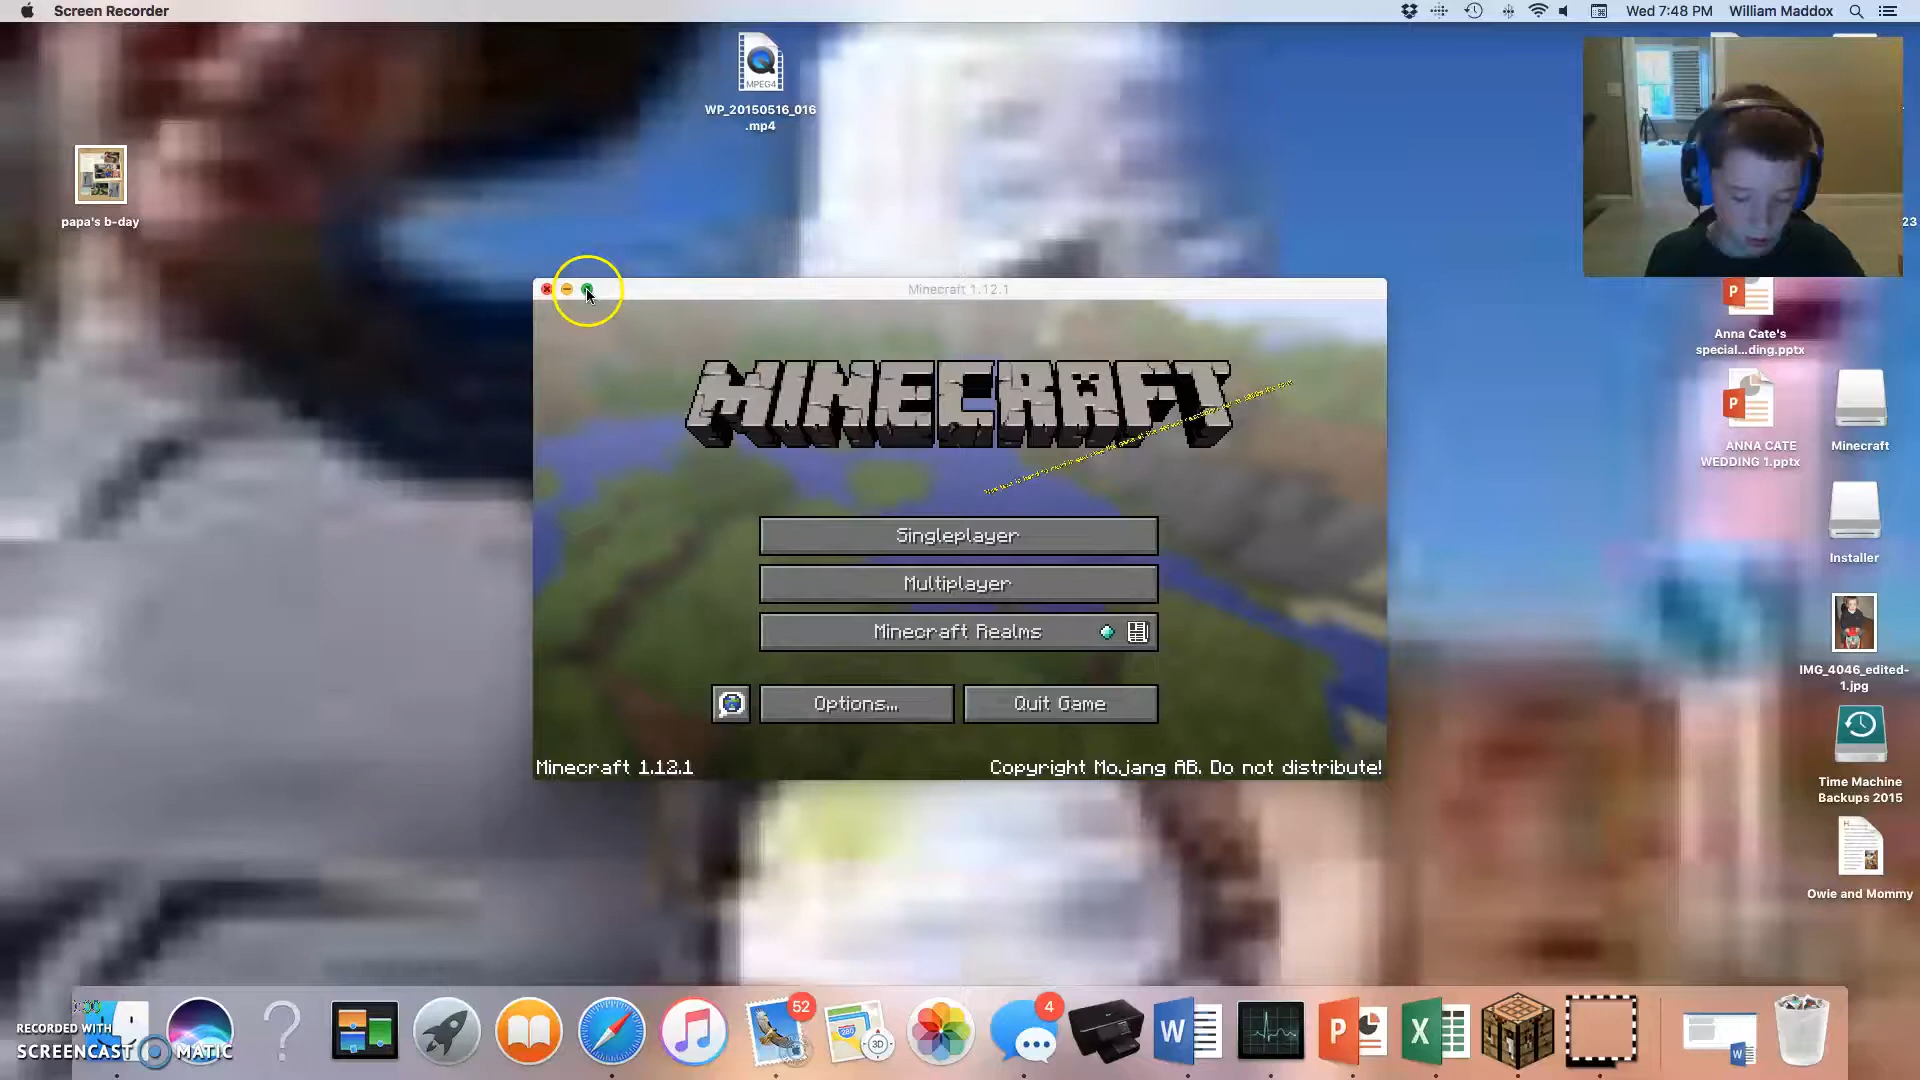 Screen Recorder
Wed 7:48 PM William Maddox
MPEG4
WP_20150516_016
.mp4
papa's b-day
23
Minecraft 1.12.1
MINECRAFT
Singleplayer
Multiplayer
Minecraft Realms
Options...
Quit Game
Minecraft 1.12.1
Copyright Mojang AB. Do not distribute!
Anna Cate's
special...ding.pptx
ANNA CATE
WEDDING 1.pptx
Minecraft
Installer
IMG_4046_edited-
1.jpg
Time Machine
Backups 2015
Owie and Mommy
52
4
280
3D
RECORDED WITH
SCREENCAST MATIC